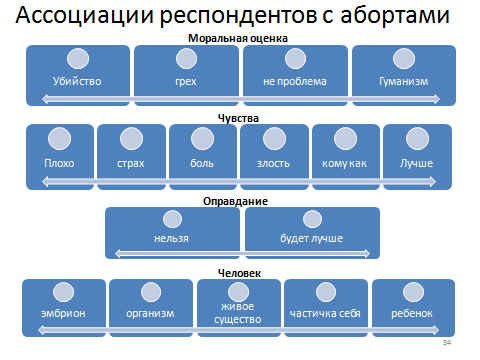 Ассоциации респондентов с абортами
Моральная оценка
Убийство грех не проблема Гуманизм
Чувства
Плохо страх боль злость кому как Лучше
Оправдание
нельзя будет лучше
Человек
эмбрион организм живое существо частичка себя ребенок
34